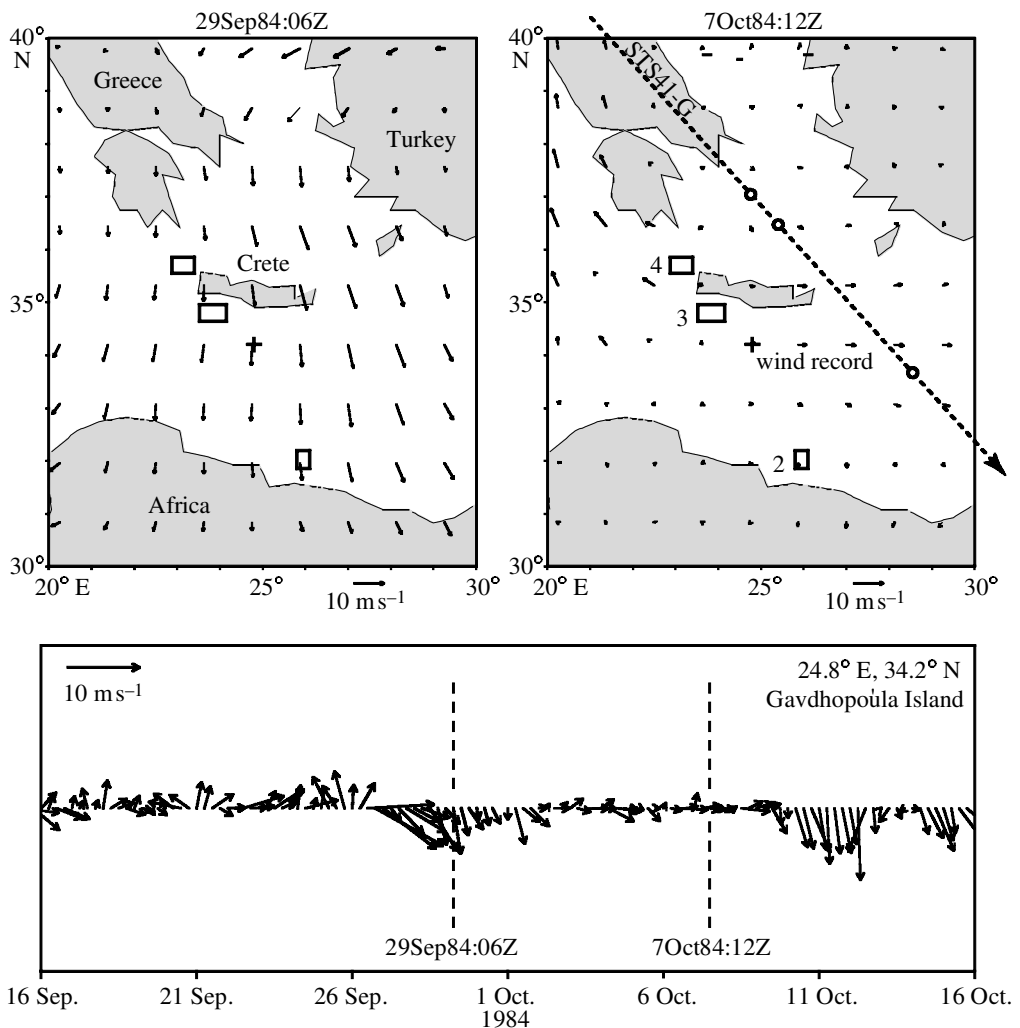 29Sep84:06Z
40°
N
Greece
Turkey
Crete
35°
Africa
30°
20° E
25°
30°
10 m s–1
7Oct84:12Z
40°
N
STS41-G
4
35°
3
wind record
2
30°
20° E
25°
30°
10 m s–1
10 m s–1
24.8° E, 34.2° N
Gavdhopoúla Island
29Sep84:06Z
7Oct84:12Z
16 Sep.
21 Sep.
26 Sep.
1 Oct.
6 Oct.
11 Oct.
16 Oct.
1984